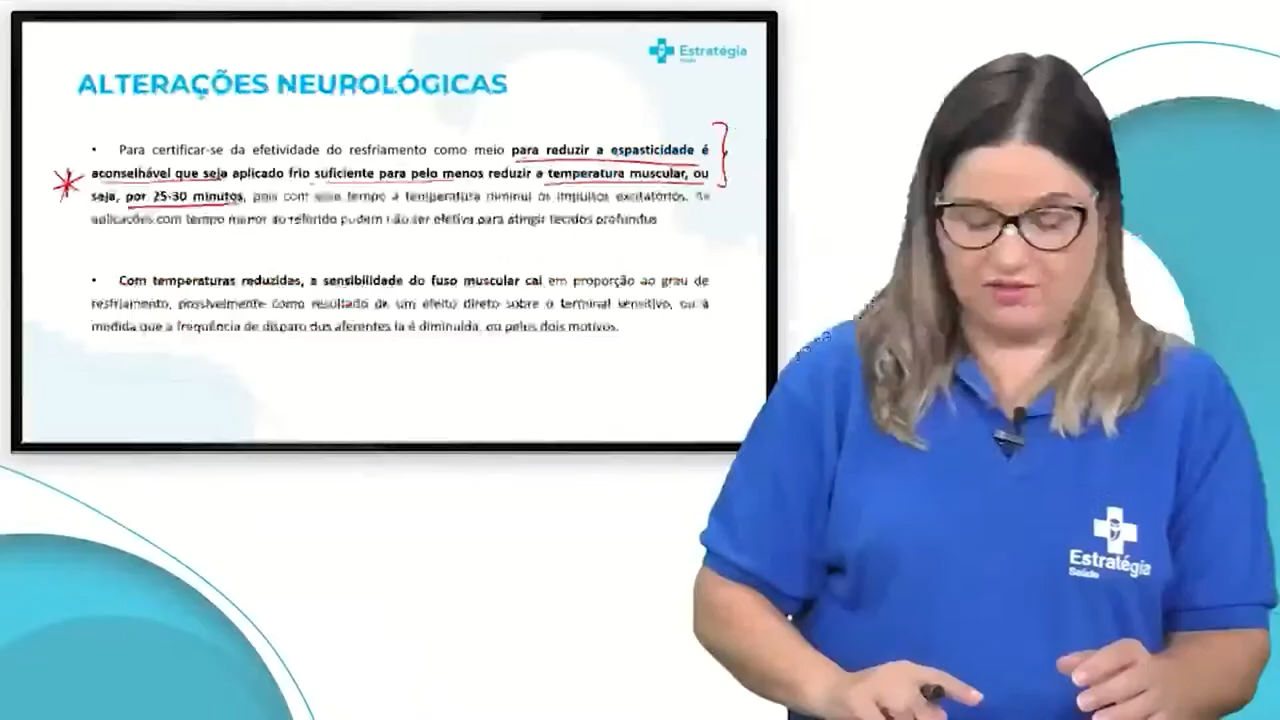 Estratégia
Saúde
ALTERAÇÕES NEUROLÓGICAS
• Para certificar-se da efetividade do resfriamento como meio para reduzir a espasticidade é
aconselhável que seja aplicado frio suficiente para pelo menos reduzir a temperatura muscular, ou
seja, por 25-30 minutos, pois com esse tempo a temperatura diminui os impulsos excitatórios. As
aplicações com tempo menor ao referido podem não ser efetiva para atingir tecidos profundos
• Com temperaturas reduzidas, a sensibilidade do fuso muscular cai em proporção ao grau de
resfriamento, possivelmente como resultado de um efeito direto sobre o terminal sensitivo, ou à
medida que a frequência de disparo dos aferentes Ia é diminuída, ou pelos dois motivos.
Estratégia
Saúde